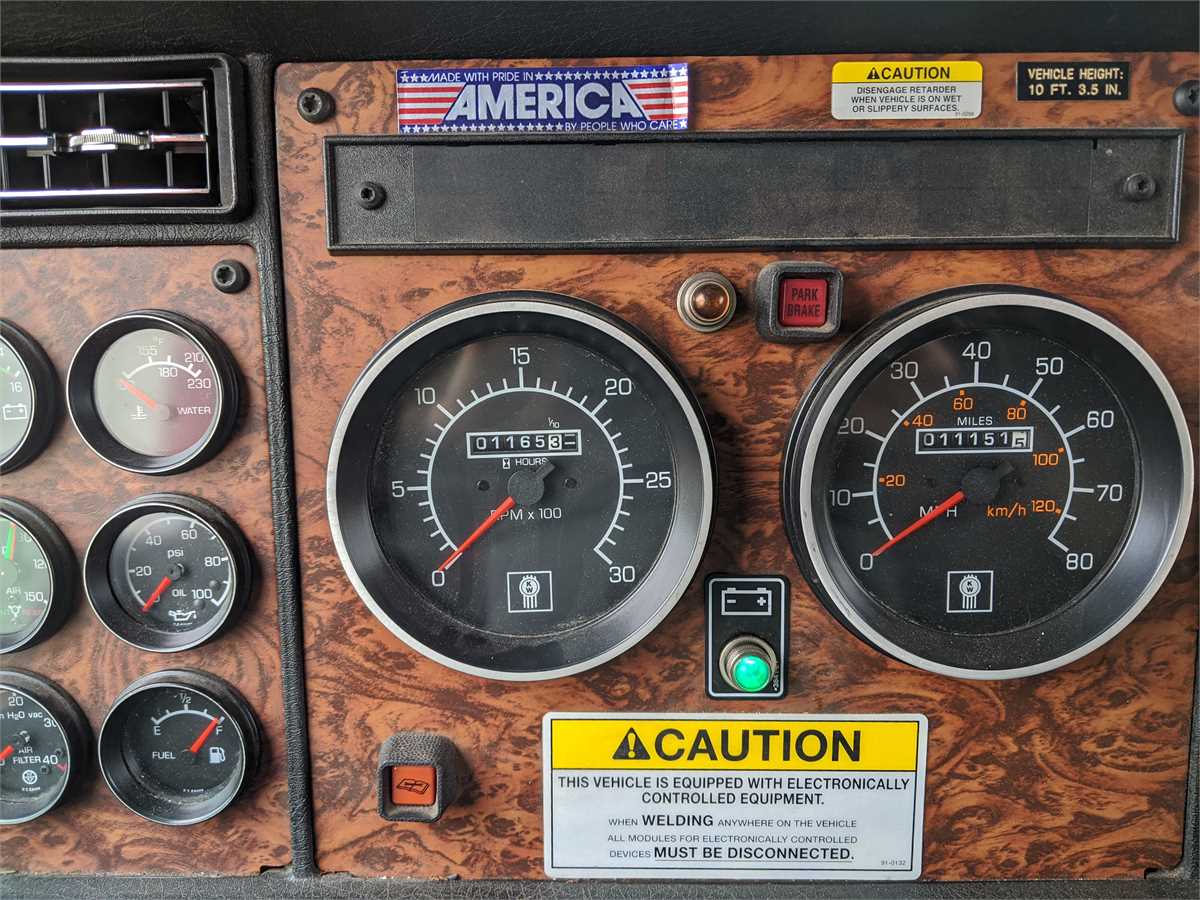 MADE WITH PRIDE IN
AMERICA
BY PEOPLE WHO CARE
CAUTION
DISENGAGE RETARDER
WHEN VEHICLE IS ON WET
OR SLIPPERY SURFACES.
VEHICLE HEIGHT:
10 FT. 3.5 IN.
PARK
BRAKE
16
°F
155 180 210 230
WATER
150
AIR
psi
20 40 60 80 100
OIL
20 30 40
H₂O vac
AIR
FILTER
1/2
E F
FUEL
0 5 10 15 20 25 30
1/10
011653
HOURS
RPM x 100
KW
0 10 20 30 40 50 60 70 80
20 40 60 80 100 120
MILES
011151
MPH km/h
KW
CAUTION
THIS VEHICLE IS EQUIPPED WITH ELECTRONICALLY
CONTROLLED EQUIPMENT.
WHEN WELDING ANYWHERE ON THE VEHICLE
ALL MODULES FOR ELECTRONICALLY CONTROLLED
DEVICES MUST BE DISCONNECTED.
91-0132